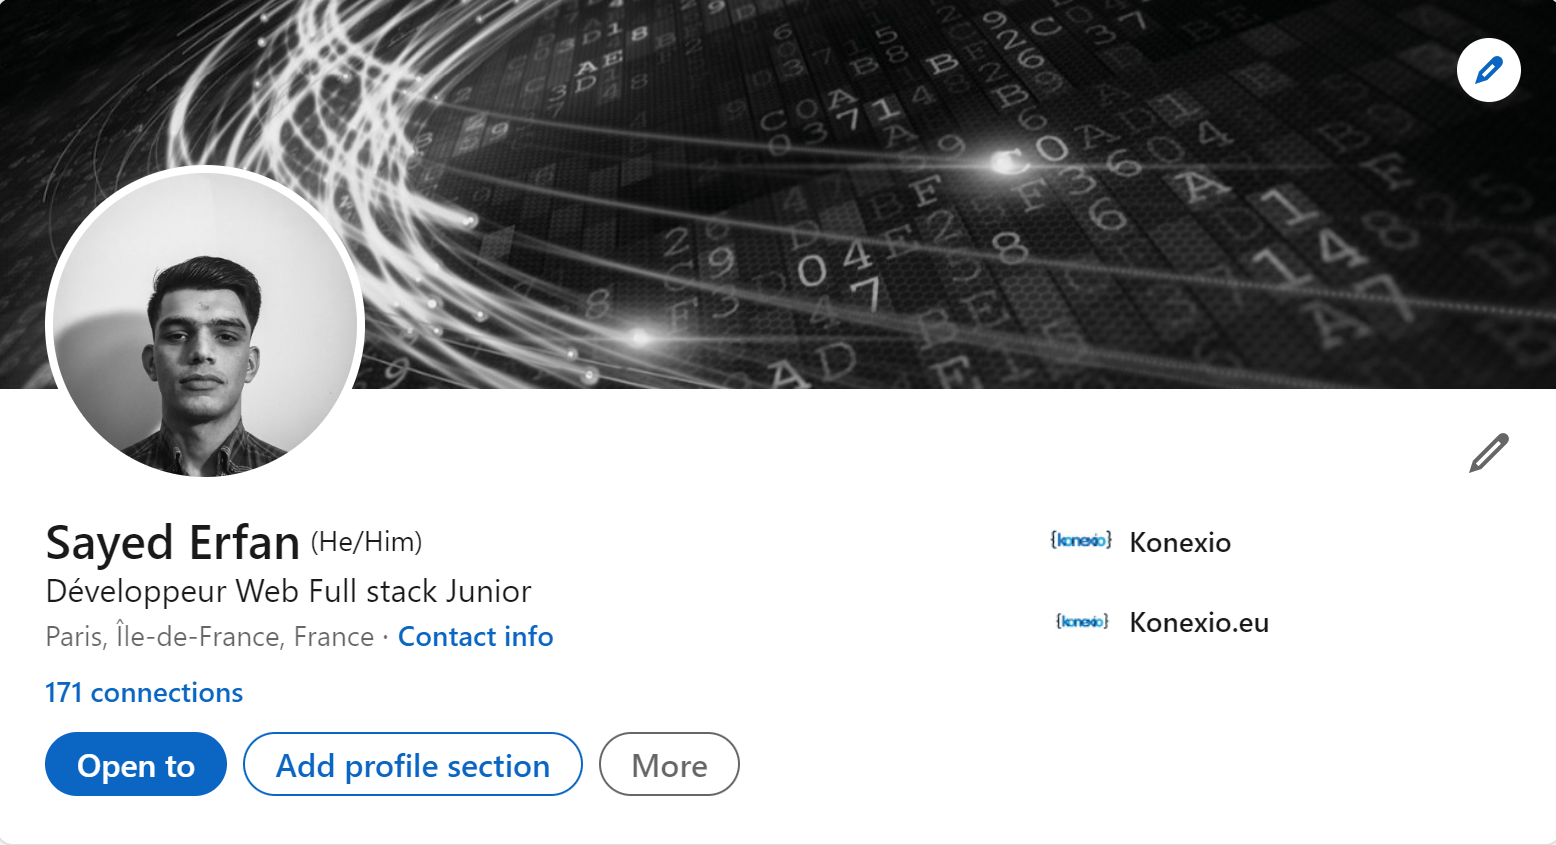 Sayed Erfan (He/Him)
Développeur Web Full stack Junior
Paris, Île-de-France, France · Contact info
171 connections
Open to
Add profile section
More
{konexio} Konexio
{konexio} Konexio.eu